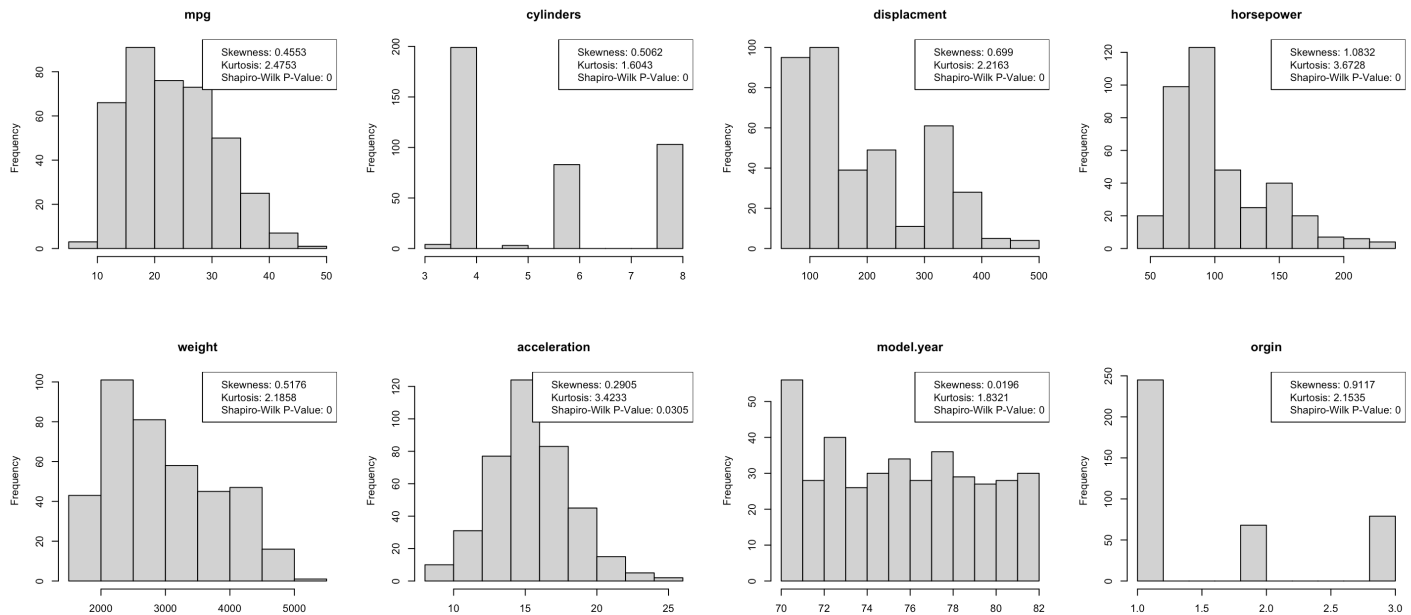 mpg
Skewness: 0.4553
Kurtosis: 2.4753
Shapiro-Wilk P-Value: 0
Frequency
0
20
40
60
80
10
20
30
40
50
cylinders
Skewness: 0.5062
Kurtosis: 1.6043
Shapiro-Wilk P-Value: 0
Frequency
0
50
100
150
200
3
4
5
6
7
8
displacment
Skewness: 0.699
Kurtosis: 2.2163
Shapiro-Wilk P-Value: 0
Frequency
0
20
40
60
80
100
100
200
300
400
500
horsepower
Skewness: 1.0832
Kurtosis: 3.6728
Shapiro-Wilk P-Value: 0
Frequency
0
20
40
60
80
100
120
50
100
150
200
weight
Skewness: 0.5176
Kurtosis: 2.1858
Shapiro-Wilk P-Value: 0
Frequency
0
20
40
60
80
100
2000
3000
4000
5000
acceleration
Skewness: 0.2905
Kurtosis: 3.4233
Shapiro-Wilk P-Value: 0.0305
Frequency
0
20
40
60
80
100
120
10
15
20
25
model.year
Skewness: 0.0196
Kurtosis: 1.8321
Shapiro-Wilk P-Value: 0
Frequency
0
10
20
30
40
50
70
72
74
76
78
80
82
orgin
Skewness: 0.9117
Kurtosis: 2.1535
Shapiro-Wilk P-Value: 0
Frequency
0
50
100
150
200
250
1.0
1.5
2.0
2.5
3.0